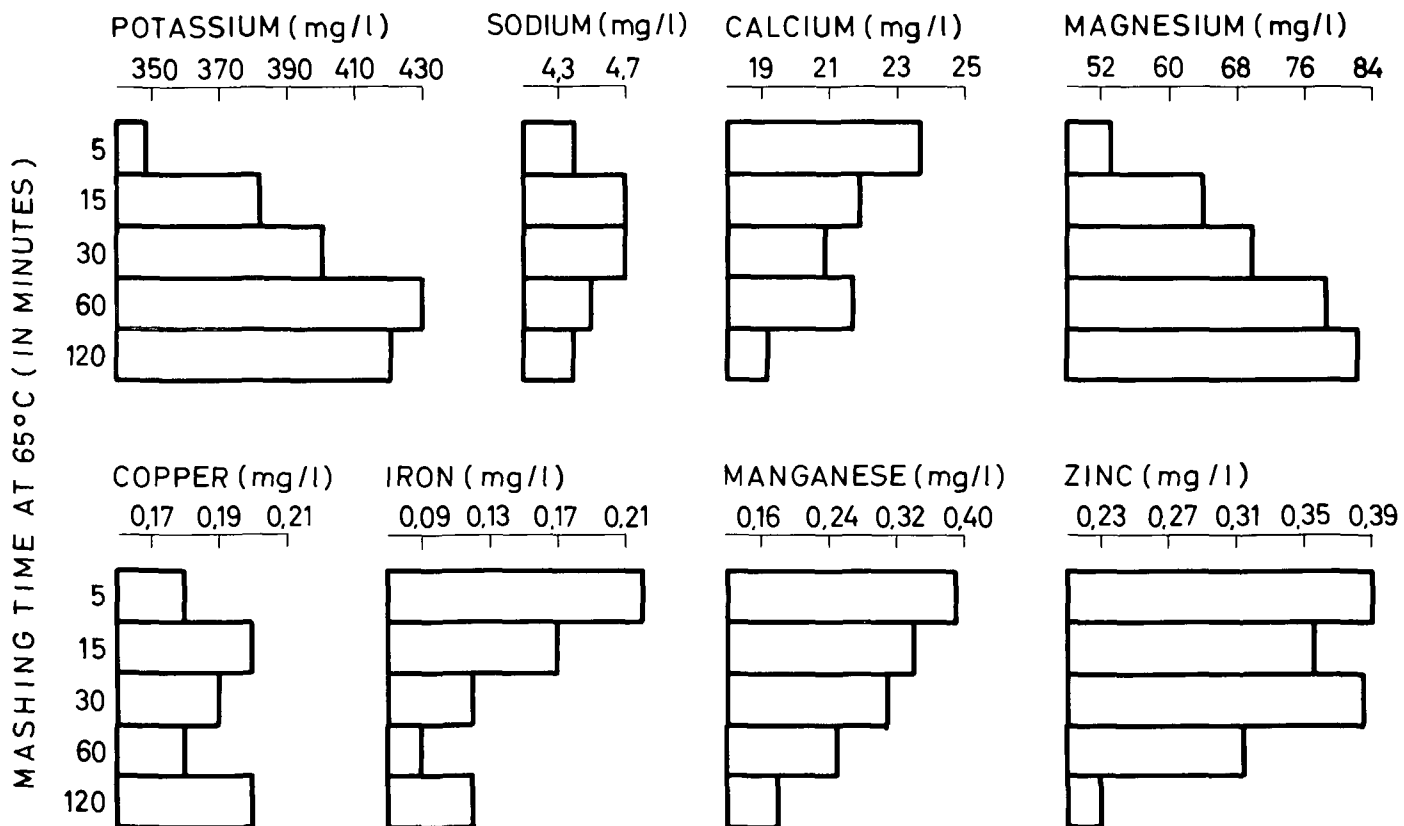 POTASSIUM (mg/l) SODIUM (mg/l) CALCIUM (mg/l) MAGNESIUM (mg/l)
350 370 390 410 430 4,3 4,7 19 21 23 25 52 60 68 76 84
5
15
30
60
120
MASHING TIME AT 65°C (IN MINUTES)
COPPER (mg/l) IRON (mg/l) MANGANESE (mg/l) ZINC (mg/l)
0,17 0,19 0,21 0,09 0,13 0,17 0,21 0,16 0,24 0,32 0,40 0,23 0,27 0,31 0,35 0,39
5
15
30
60
120